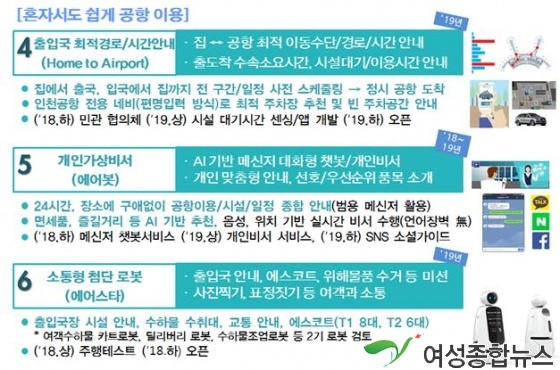 [혼자서도 쉽게 공항 이용]
'19년
4 출입국 최적경로/시간안내
(Home to Airport)
· 집 ↔ 공항 최적 이동수단/경로/시간 안내
· 출도착 수속소요시간, 시설대기/이용시간 안내
• 집에서 출국, 입국에서 집까지 전 구간/일정 사전 스케줄링 → 정시 공항 도착
• 인천공항 전용 네비(편명입력 방식)로 최적 주차장 추천 및 빈 주차공간 안내
• ('18.하) 민관 협의체 ('19.상) 시설 대기시간 센싱/앱 개발 ('19.하) 오픈
'18~
19년
5 개인가상비서
(에어봇)
· AI 기반 메신저 대화형 챗봇/개인비서
· 개인 맞춤형 안내, 선호/우선순위 품목 소개
• 24시간, 장소에 구애없이 공항이용/시설/일정 종합 안내(범용 메신저 활용)
• 면세품, 즐길거리 등 AI 기반 추천, 음성, 위치 기반 실시간 비서 수행(언어장벽 無)
• ('18.하) 메신저 챗봇서비스 ('19.상) 개인비서 서비스, ('19.하) SNS 소셜가이드
TALK
N
f
'19년
6 소통형 첨단 로봇
(에어스타)
· 출입국 안내, 에스코트, 위해물품 수거 등 미션
· 사진찍기, 표정짓기 등 여객과 소통
• 출입국장 시설 안내, 수하물 수취대, 교통 안내, 에스코트(T1 8대, T2 6대)
* 여객수하물 카트로봇, 딜리버리 로봇, 수하물조업로봇 등 2기 로봇 검토
• ('18.상) 주행테스트 ('18.하) 오픈
여성종합뉴스